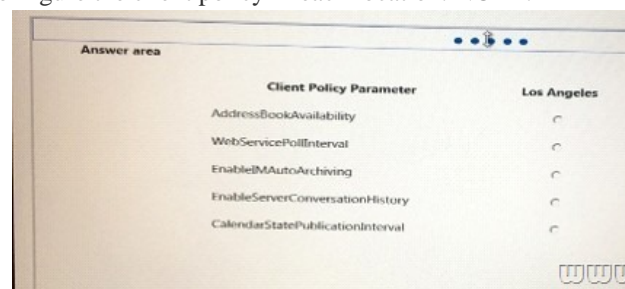 Answer area
Client Policy Parameter Los Angeles
AddressBookAvailability
WebServicePollInterval
EnableIMAutoArchiving
EnableServerConversationHistory
CalendarStatePublicationInterval